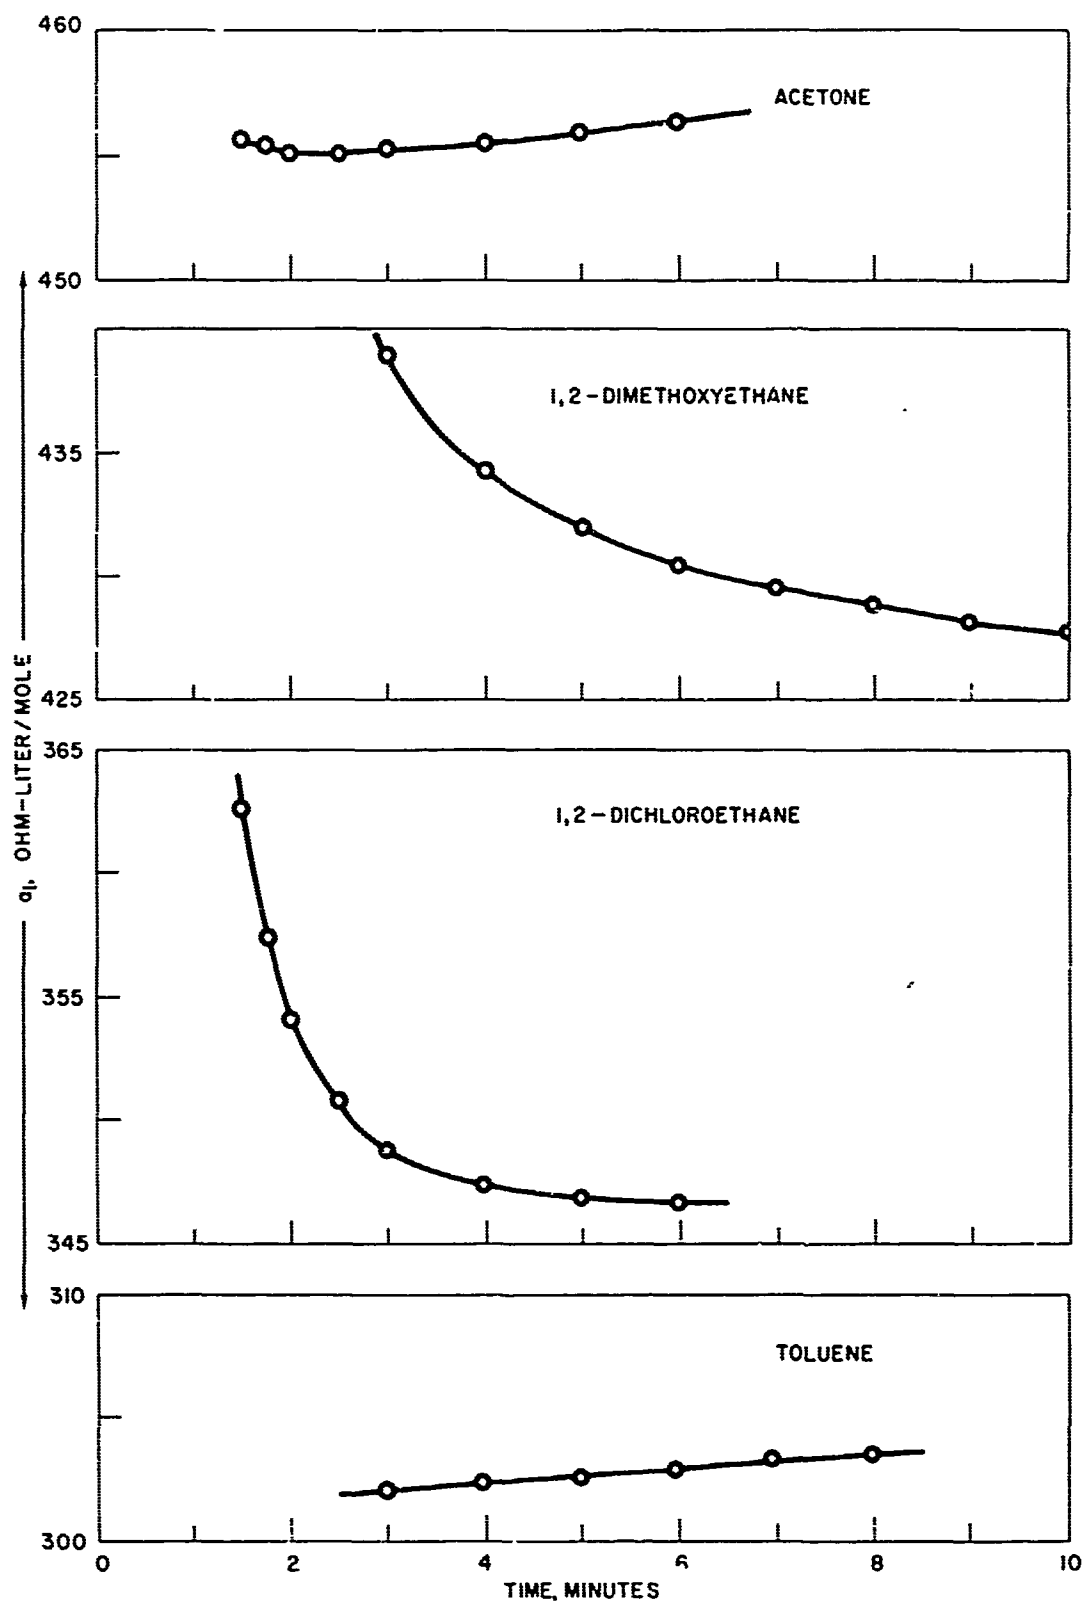 460
ACETONE
450
1,2-DIMETHOXYETHANE
435
425
a₁, OHM-LITER/MOLE
365
1,2-DICHLOROETHANE
355
345
310
TOLUENE
300
0 2 4 6 8 10
TIME, MINUTES